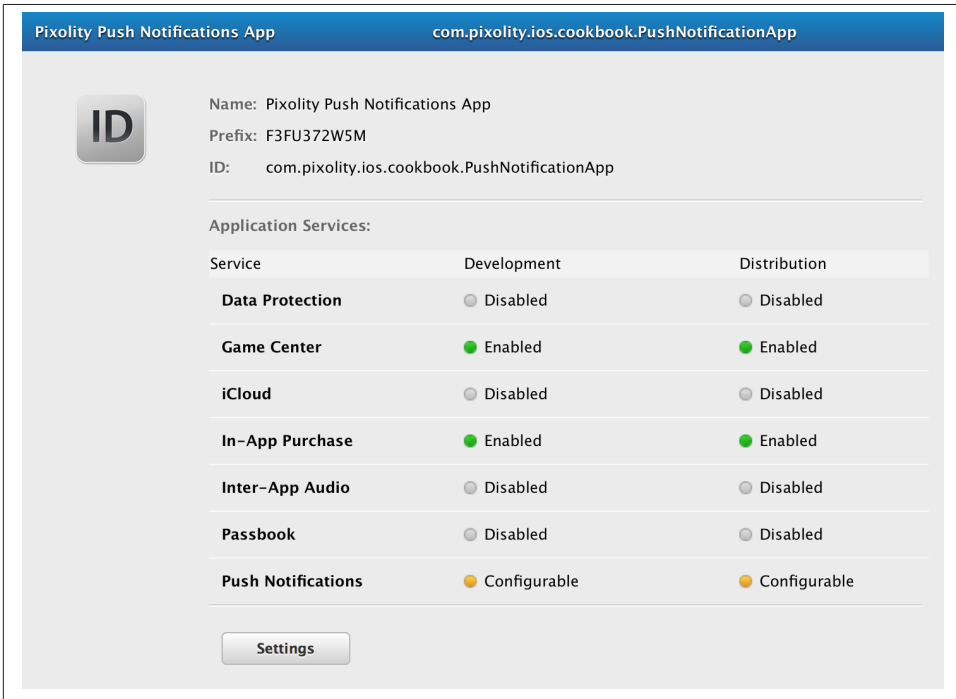 Pixolity Push Notifications App com.pixolity.ios.cookbook.PushNotificationApp
ID
Name: Pixolity Push Notifications App
Prefix: F3FU372W5M
ID: com.pixolity.ios.cookbook.PushNotificationApp
Application Services:
Service Development Distribution
Data Protection Disabled Disabled
Game Center Enabled Enabled
iCloud Disabled Disabled
In-App Purchase Enabled Enabled
Inter-App Audio Disabled Disabled
Passbook Disabled Disabled
Push Notifications Configurable Configurable
Settings